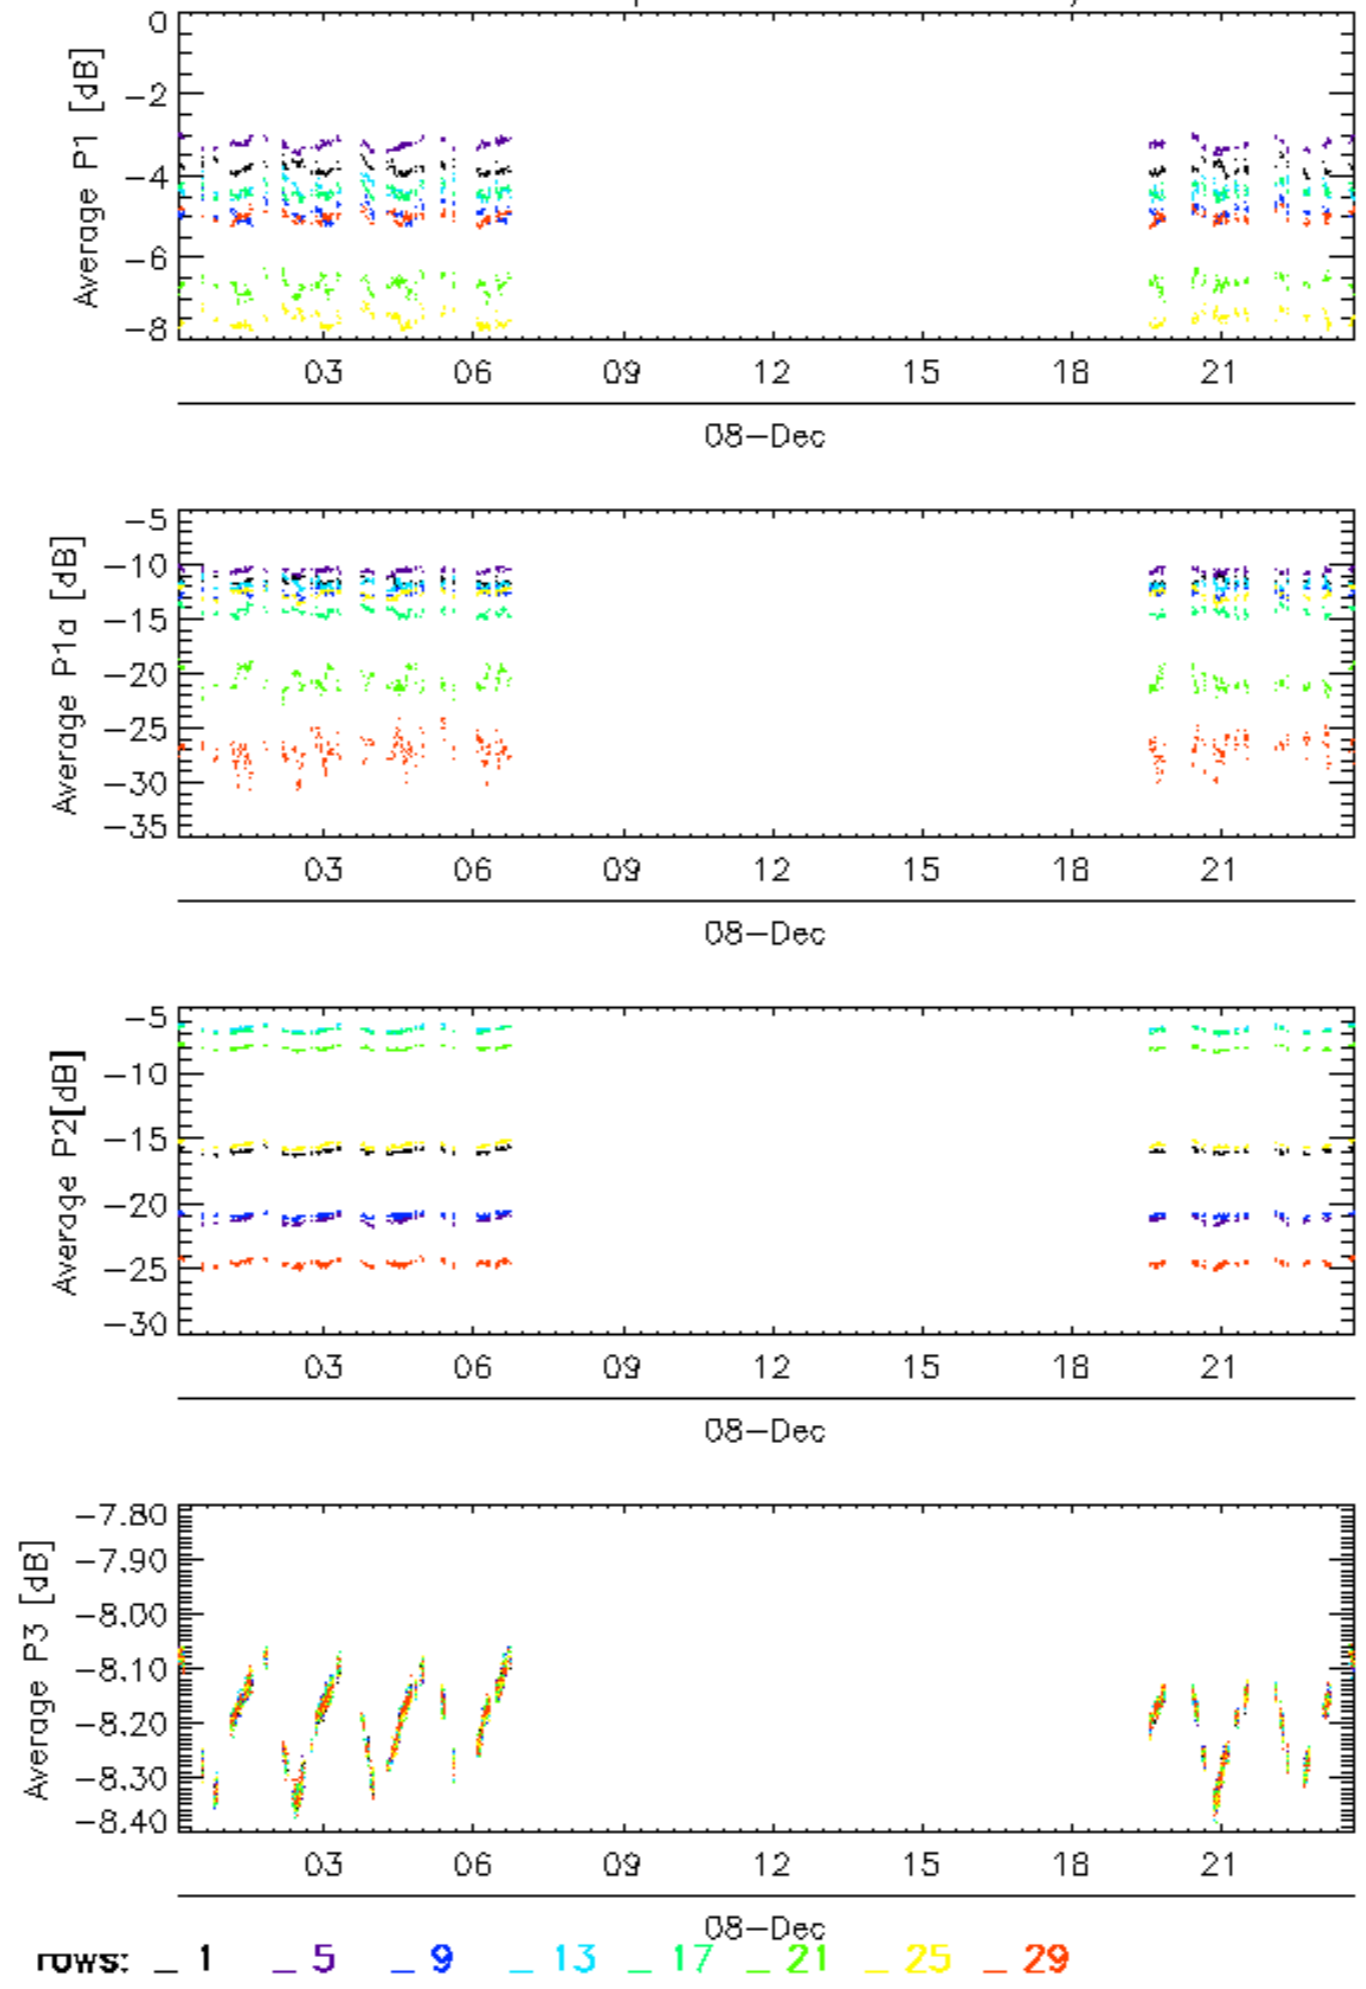 Average P1 [dB]
0
-2
-4
-6
-8
03 06 09 12 15 18 21
08-Dec
Average P1a [dB]
-5
-10
-15
-20
-25
-30
-35
03 06 09 12 15 18 21
08-Dec
Average P2[dB]
-5
-10
-15
-20
-25
-30
03 06 09 12 15 18 21
08-Dec
Average P3 [dB]
-7.80
-7.90
-8.00
-8.10
-8.20
-8.30
-8.40
03 06 09 12 15 18 21
08-Dec
rows: _ 1 _ 5 _ 9 _ 13 _ 17 _ 21 _ 25 _ 29